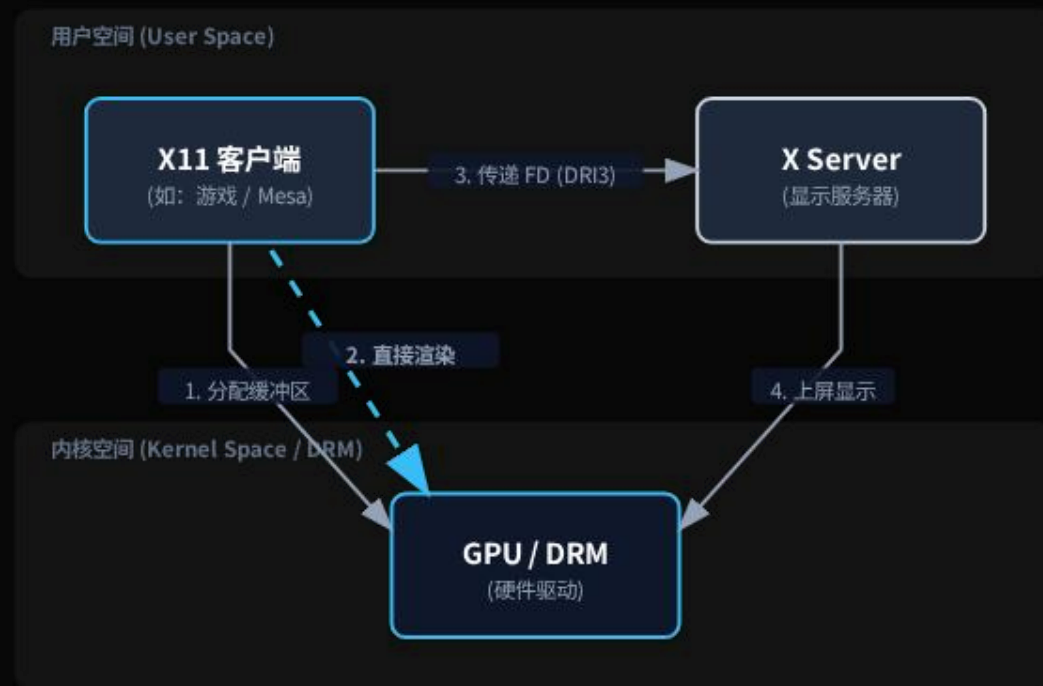 用户空间 (User Space)
X11 客户端
(如：游戏 / Mesa)
3. 传递 FD (DRI3)
X Server
(显示服务器)
2. 直接渲染
1. 分配缓冲区
4. 上屏显示
内核空间 (Kernel Space / DRM)
GPU / DRM
(硬件驱动)